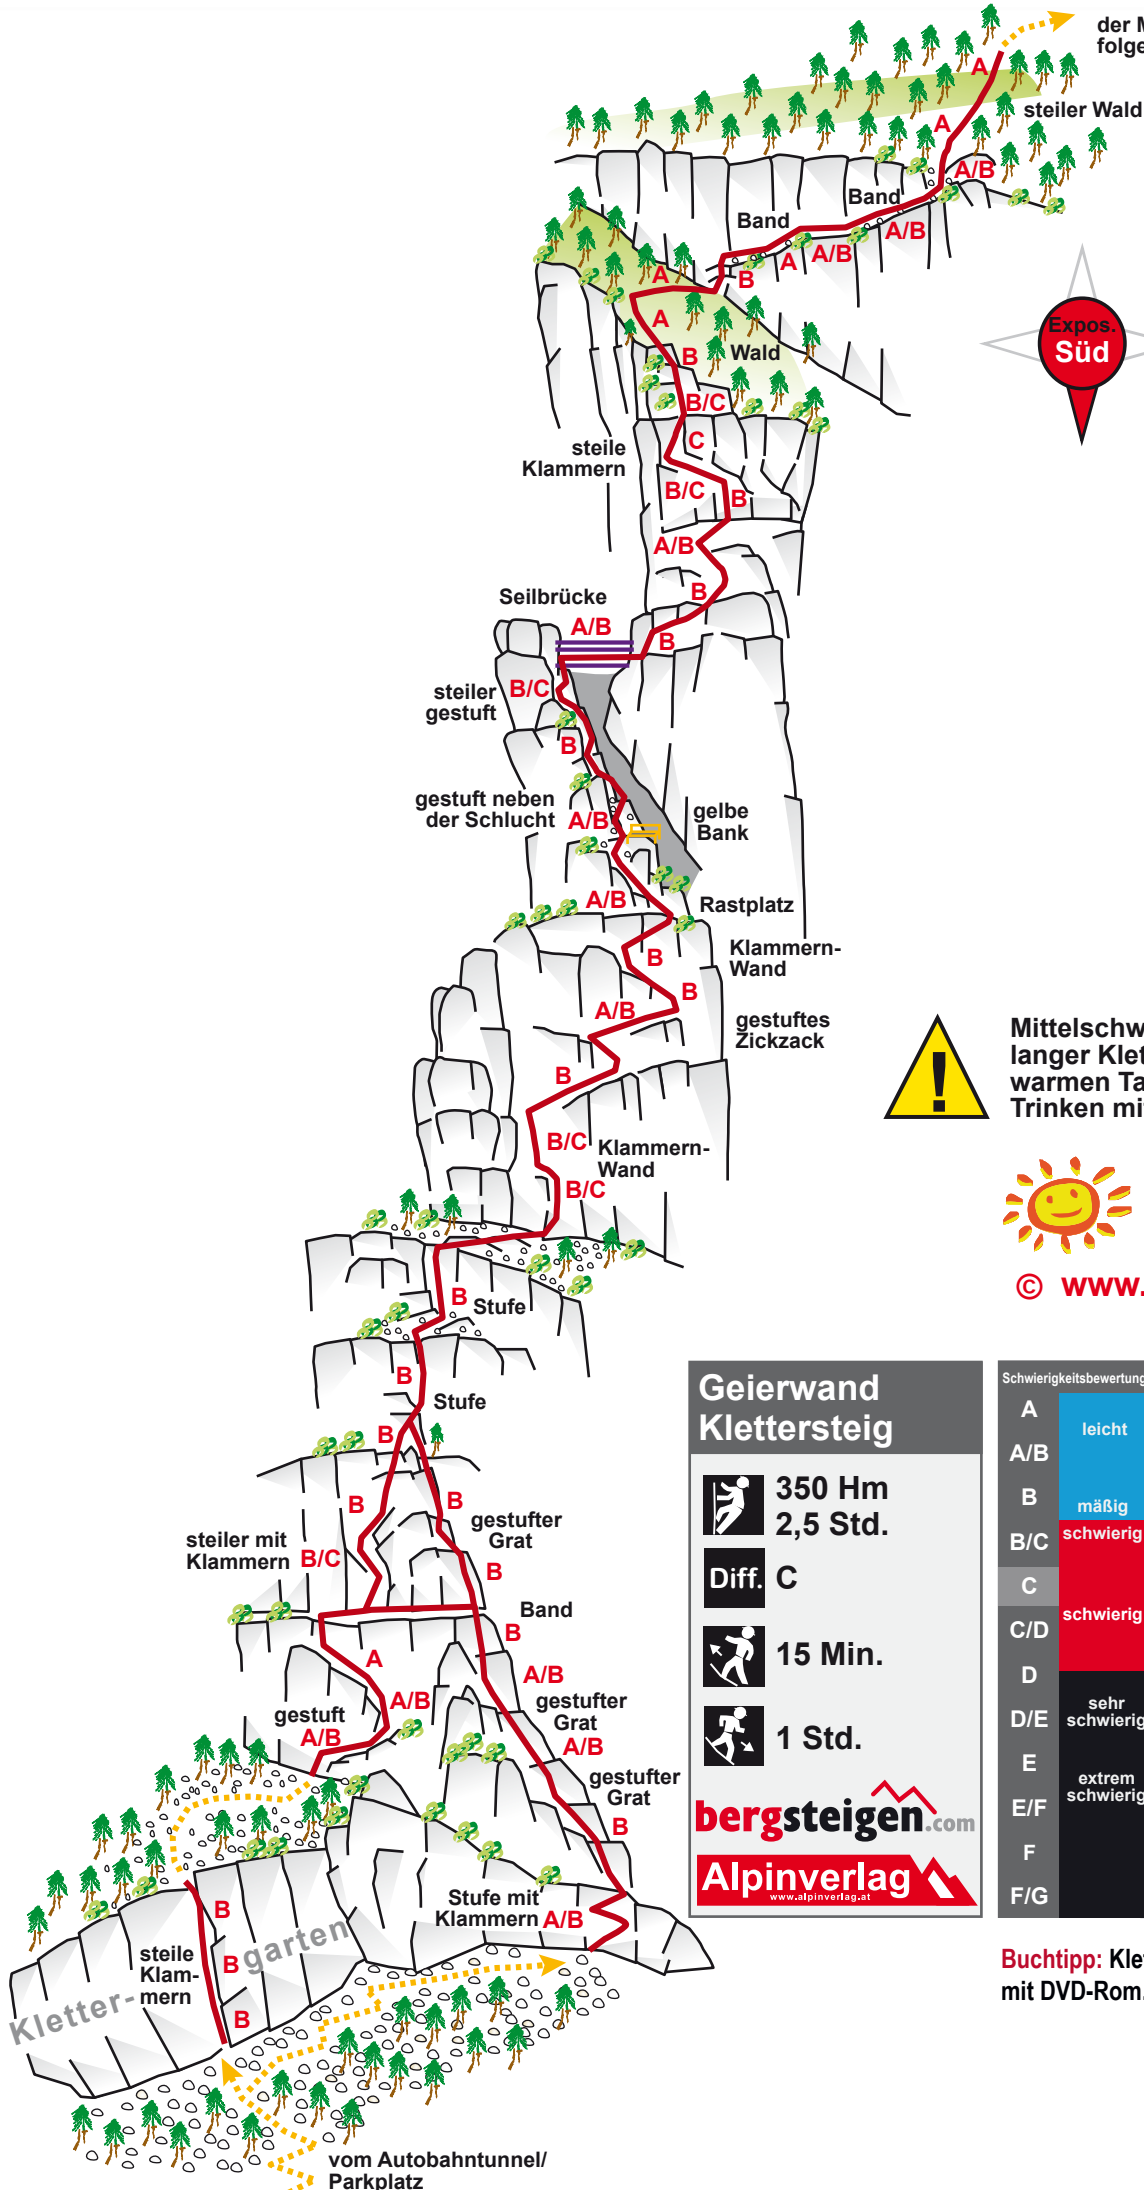 der M
folge
A
steiler Wald
A
A/B
Band
Band
A/B
A/B
A
B
A
A
Expos.
Süd
Wald
B
B/C
C
steile
Klammern
B/C
B
A/B
B
Seilbrücke
A/B
B
B/C
steiler
gestuft
B
gestuft neben
der Schlucht
A/B
gelbe
Bank
A/B
Rastplatz
Klammern-
Wand
B
B
A/B
gestuftes
Zickzack
Mittelschw
langer Klet
warmen Ta
Trinken mi
B
B/C
Klammern-
Wand
B/C
© www.
B
Stufe
B
Stufe
B
B
B
gestufter
Grat
steiler mit
Klammern
B/C
B
Band
B
A
A/B
A/B
gestuft
A/B
gestufter
Grat
A/B
gestufter
Grat
B
Stufe mit
Klammern
A/B
B
B
B
steile
Klam-
mern
Kletter-
garten
vom Autobahntunnel/
Parkplatz
Geierwand
Klettersteig
350 Hm
2,5 Std.
Diff. C
15 Min.
1 Std.
bergsteigen.com
Alpinverlag
www.alpinverlag.at
Schwierigkeitsbewertung
A
leicht
A/B
B
mäßig
B/C
schwierig
C
C/D
schwierig
D
D/E
sehr
schwierig
E
extrem
schwierig
E/F
F
F/G
Buchtipp: Klet
mit DVD-Rom.